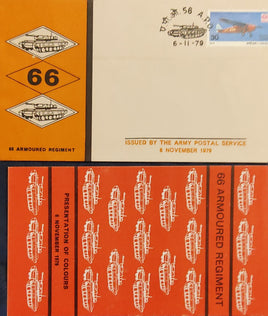 56 A P O
6-11-79
66
66 ARMOURED REGIMENT
ISSUED BY THE ARMY POSTAL SERVICE
6 NOVEMBER 1979
PRESENTATION OF COLOURS
6 NOVEMBER 1979
66 ARMOURED REGIMENT